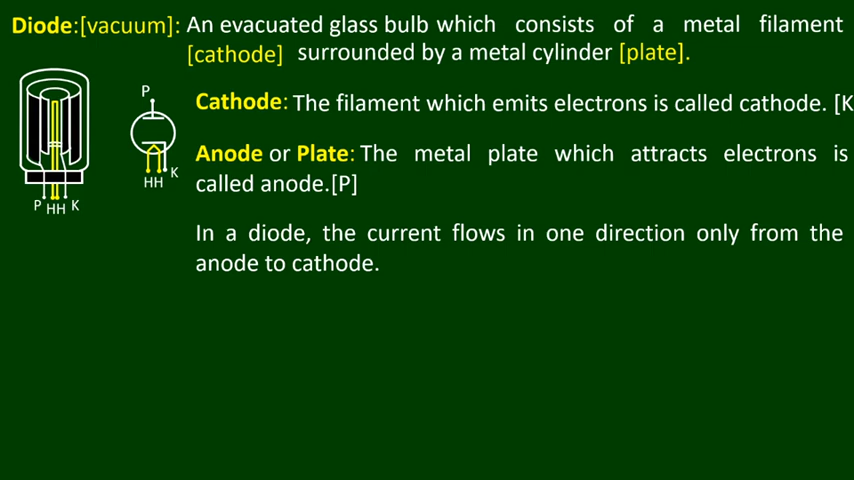 Diode:[vacuum]: An evacuated glass bulb which consists of a metal filament
[cathode] surrounded by a metal cylinder [plate].
P
Cathode: The filament which emits electrons is called cathode. [K
Anode or Plate: The metal plate which attracts electrons is
K
HH
called anode.[P]
P HH K
In a diode, the current flows in one direction only from the
anode to cathode.